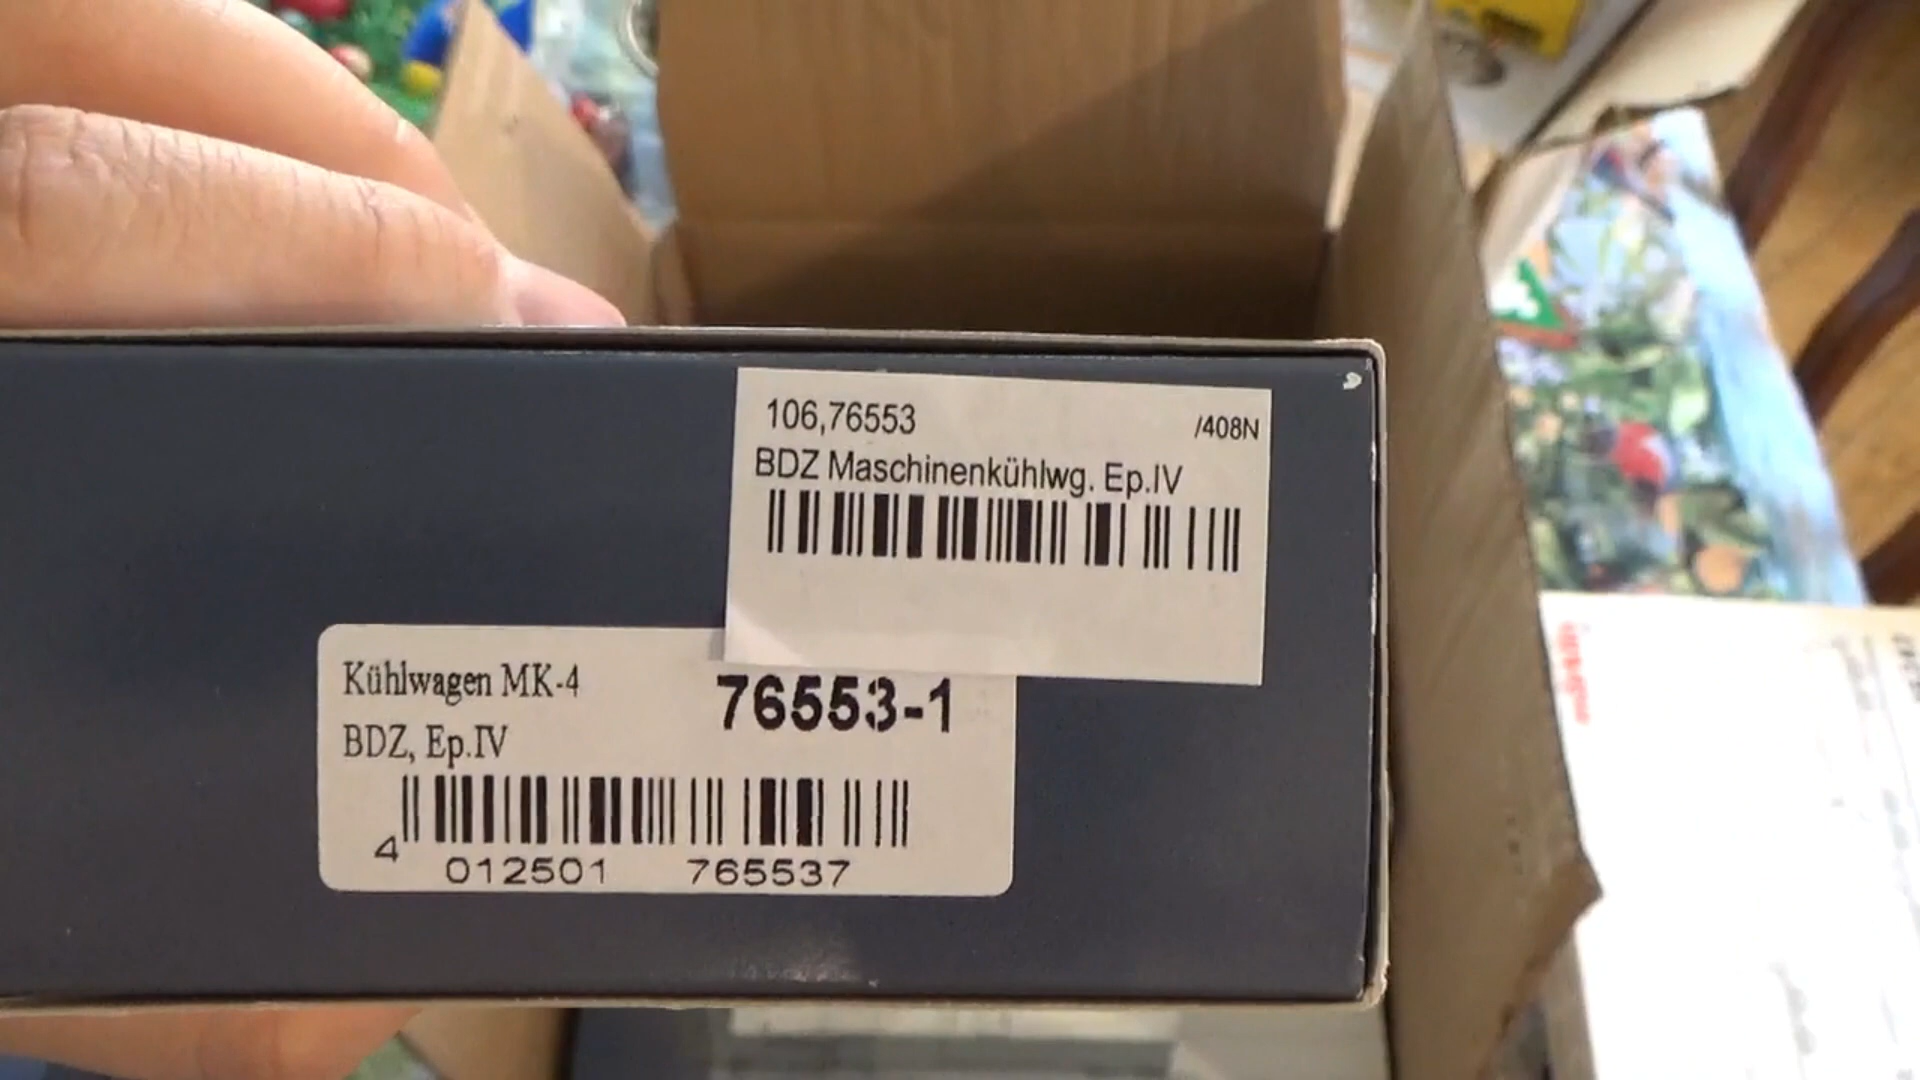 106,76553 /408N
BDZ Maschinenkühlwg. Ep.IV
Kühlwagen MK-4
76553-1
BDZ, Ep.IV
4 012501 765537